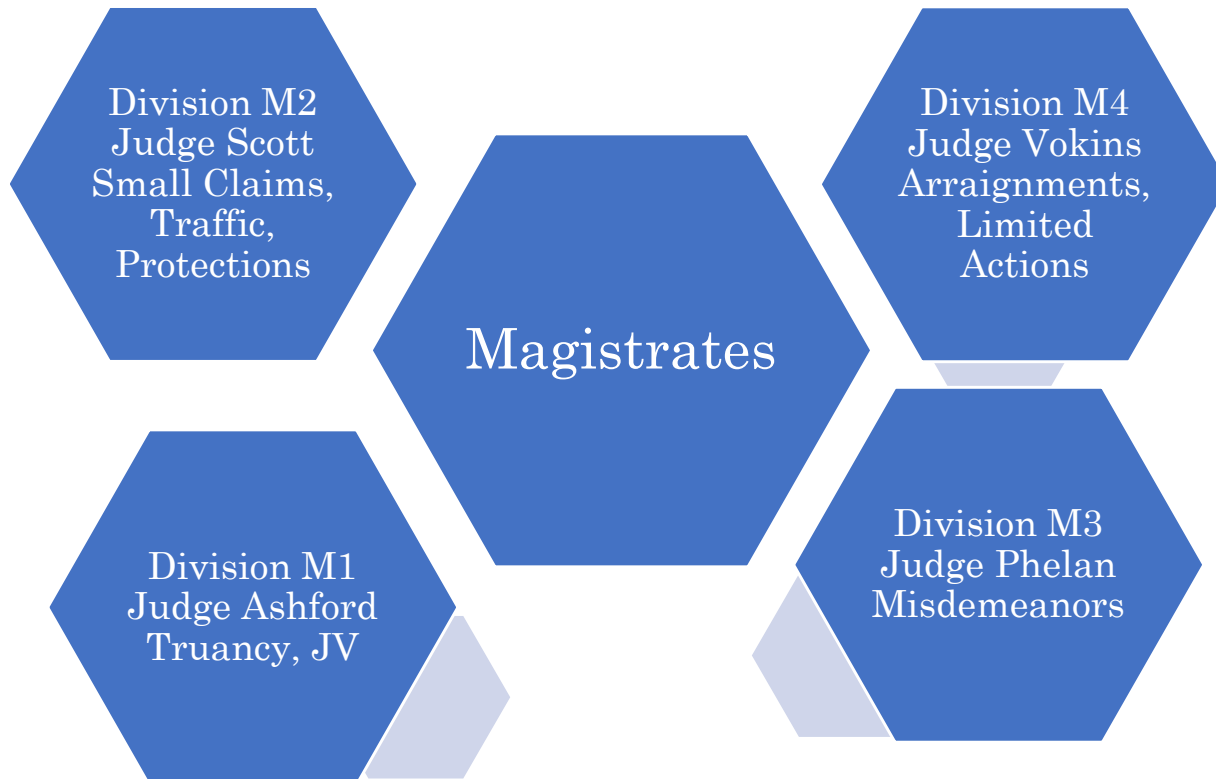 Division M2
Judge Scott
Small Claims,
Traffic,
Protections
Division M4
Judge Vokins
Arraignments,
Limited
Actions
Magistrates
Division M1
Judge Ashford
Truancy, JV
Division M3
Judge Phelan
Misdemeanors